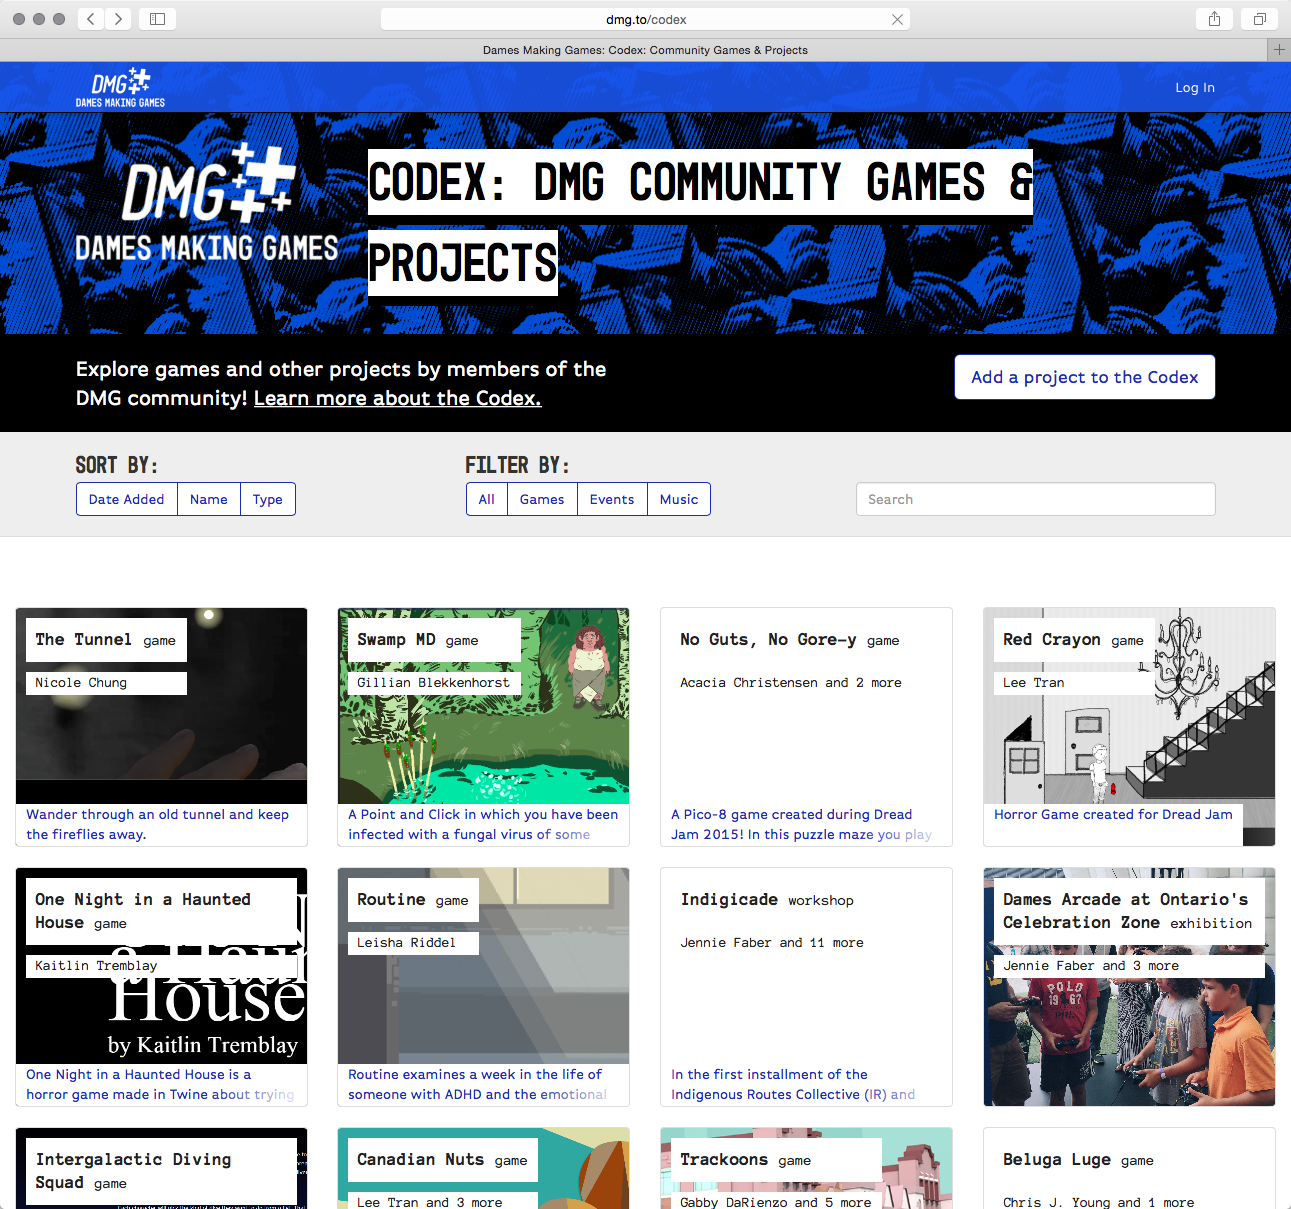 dmg.to/codex
Dames Making Games: Codex: Community Games & Projects
DMG
DAMES MAKING GAMES
Log In
DMG
DAMES MAKING GAMES
CODEX: DMG COMMUNITY GAMES &
PROJECTS
Explore games and other projects by members of the
DMG community! Learn more about the Codex.
Add a project to the Codex
SORT BY:
FILTER BY:
Date Added Name Type
All Games Events Music
Search
The Tunnel game
Nicole Chung
Wander through an old tunnel and keep
the fireflies away.
Swamp MD game
Gillian Blekkenhorst
A Point and Click in which you have been
infected with a fungal virus of some
No Guts, No Gore-y game
Acacia Christensen and 2 more
A Pico-8 game created during Dread
Jam 2015! In this puzzle maze you play
Red Crayon game
Lee Tran
Horror Game created for Dread Jam
One Night in a Haunted
House game
Kaitlin Tremblay
House
by Kaitlin Tremblay
One Night in a Haunted House is a
horror game made in Twine about trying
Routine game
Leisha Riddel
Routine examines a week in the life of
someone with ADHD and the emotional
Indigicade workshop
Jennie Faber and 11 more
In the first installment of the
Indigenous Routes Collective (IR) and
Dames Arcade at Ontario's
Celebration Zone exhibition
Jennie Faber and 3 more
POLO
1967
Intergalactic Diving
Squad game
Canadian Nuts game
Lee Tran and 3 more
Trackoons game
Gabby DaRienzo and 5 more
Beluga Luge game
Chris J. Young and 1 more